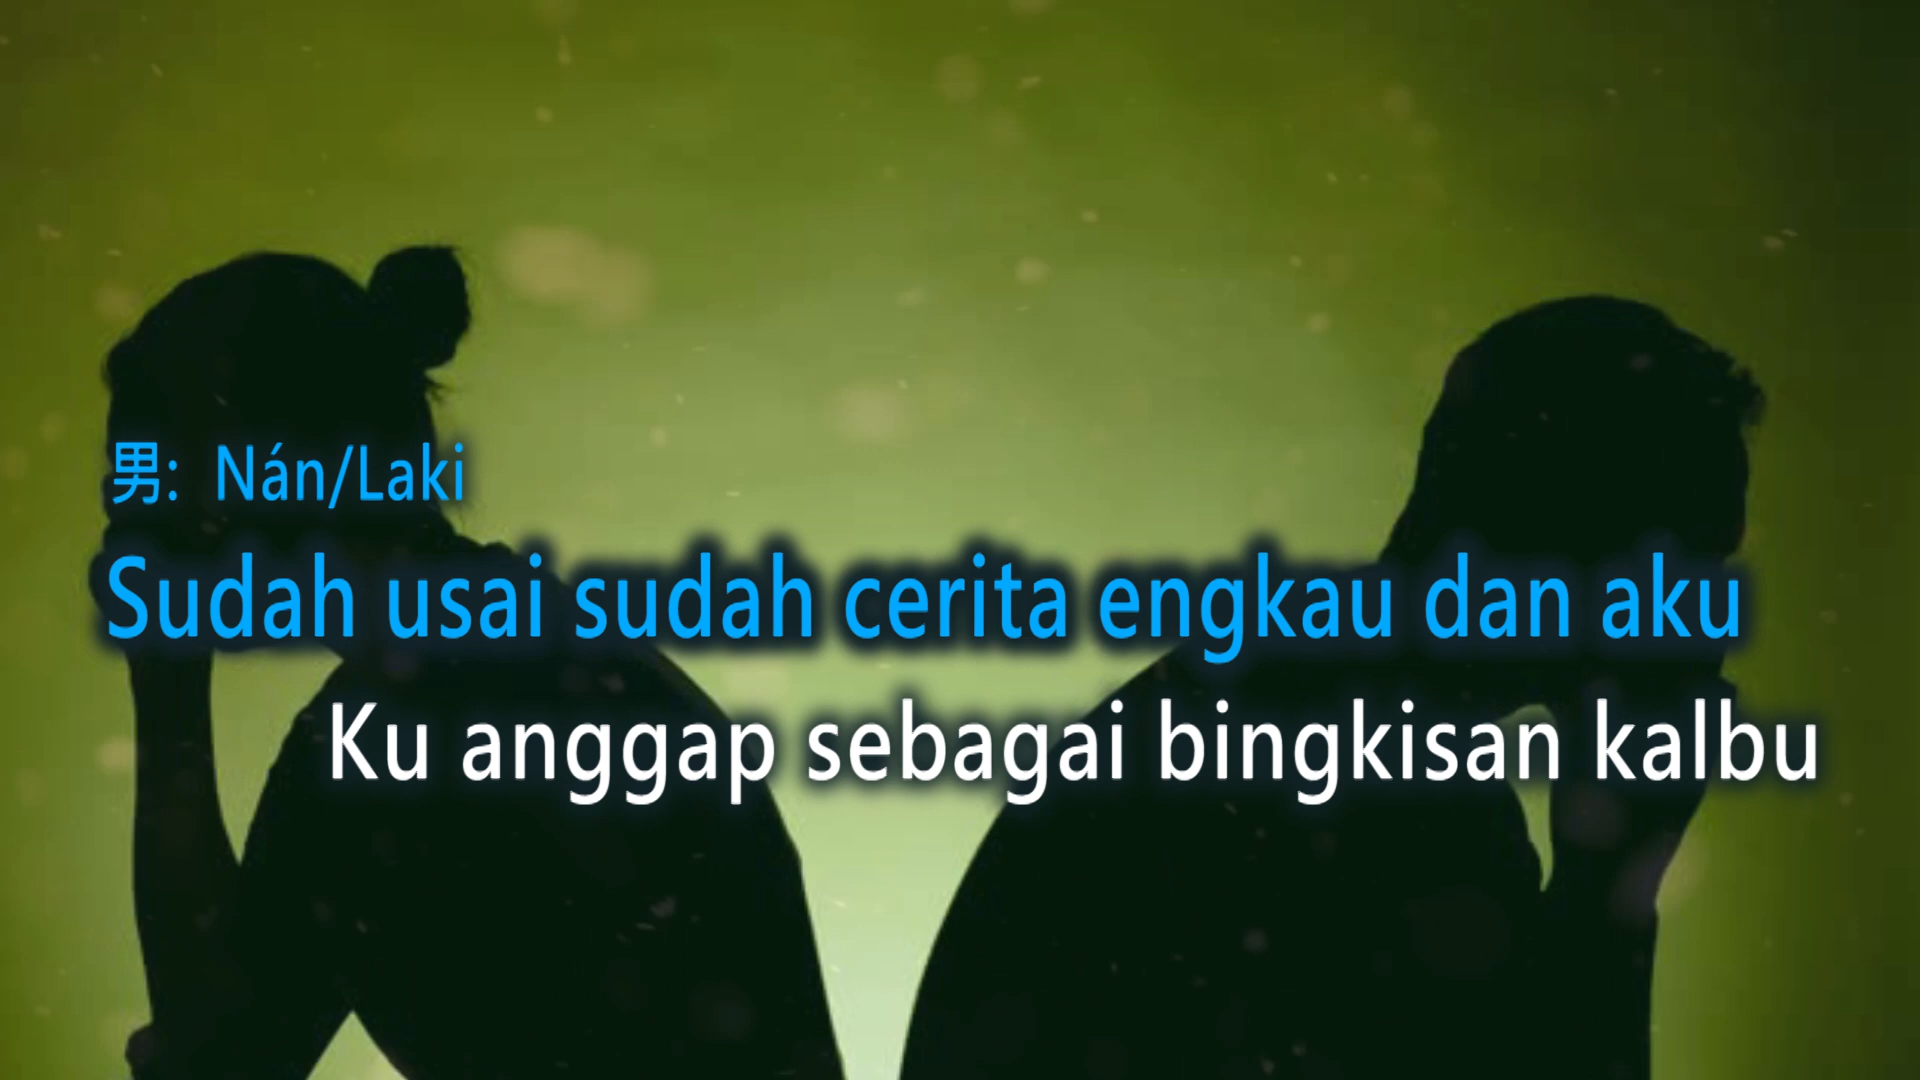 男: Nán/Laki
Sudah usai sudah cerita engkau dan aku
Ku anggap sebagai bingkisan kalbu